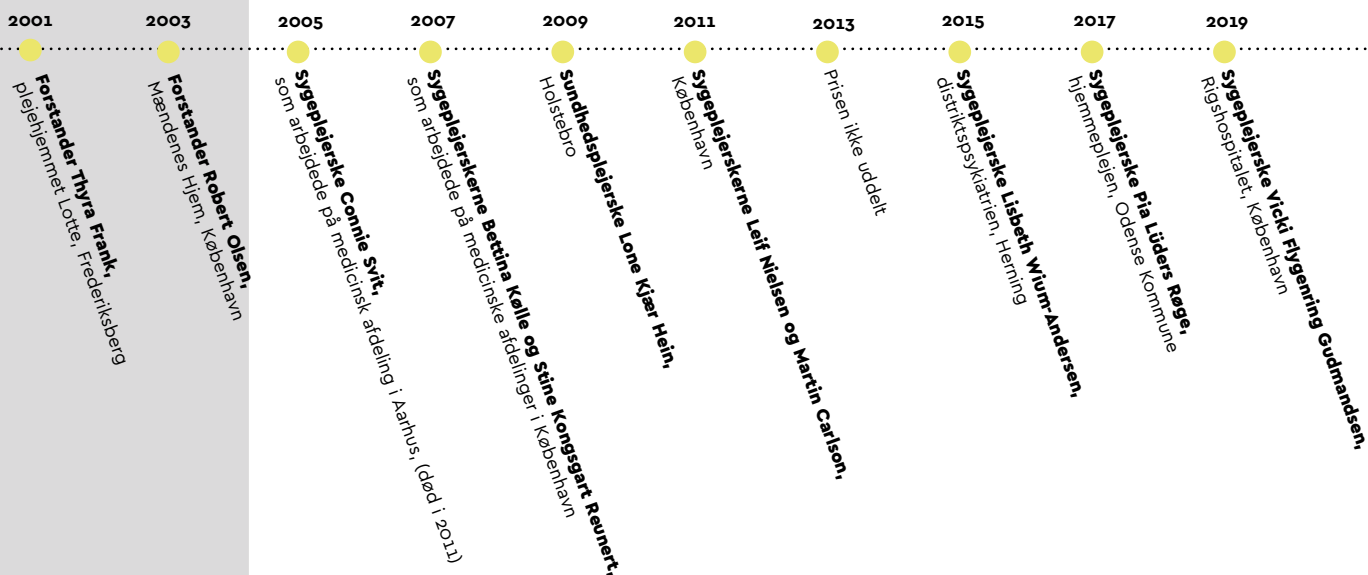 2001
Forstander Thyra Frank,
plejehjemmet Lotte, Frederiksberg
2003
Forstander Robert Olsen,
Mændenes Hjem, København
2005
Sygeplejerske Connie Svit,
som arbejdede på medicinsk afdeling i Aarhus, (død i 2011)
2007
Sygeplejerskerne Bettina Kølle og Stine Kongsgart Reunert,
som arbejdede på medicinske afdelinger i København
2009
Sundhedsplejerske Lone Kjær Hein,
Holstebro
2011
Sygeplejerskerne Leif Nielsen og Martin Carlson,
København
2013
Prisen ikke uddelt
2015
Sygeplejerske Lisbeth Wium-Andersen,
distriktspsykiatrien, Herning
2017
Sygeplejerske Pia Lüders Røge,
hjemmeplejen, Odense Kommune
2019
Sygeplejerske Vicki Flygenring Gudmandsen,
Rigshospitalet, København